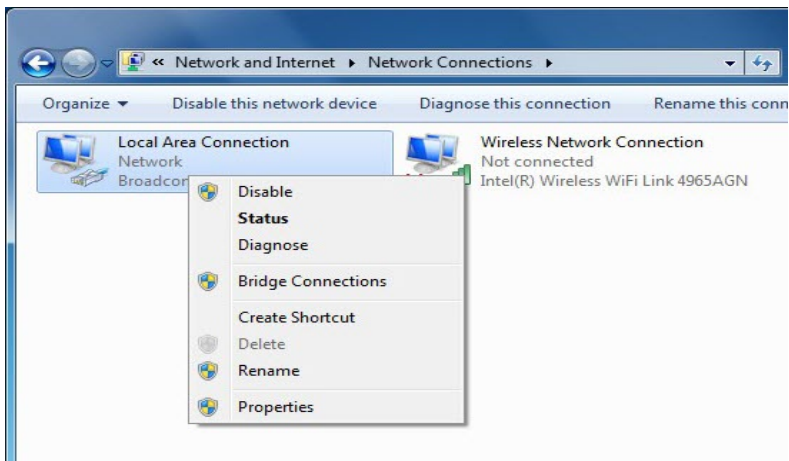 « Network and Internet ▸ Network Connections ▸
Organize ▾ Disable this network device Diagnose this connection Rename this conn
Local Area Connection
Network
Broadcor
Wireless Network Connection
Not connected
Intel(R) Wireless WiFi Link 4965AGN
Disable
Status
Diagnose
Bridge Connections
Create Shortcut
Delete
Rename
Properties